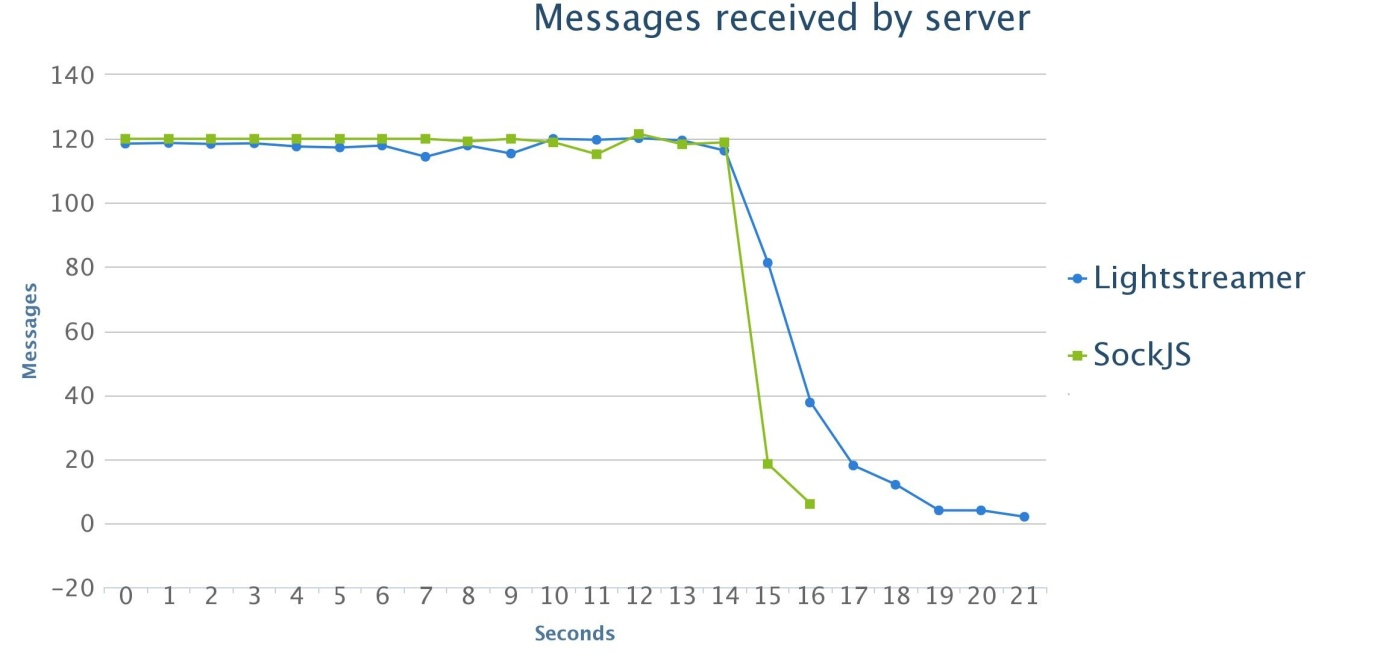 Messages received by server
140
120
100
80
60
40
20
0
−20
Messages
0 1 2 3 4 5 6 7 8 9 10 11 12 13 14 15 16 17 18 19 20 21
Seconds
Lightstreamer
SockJS